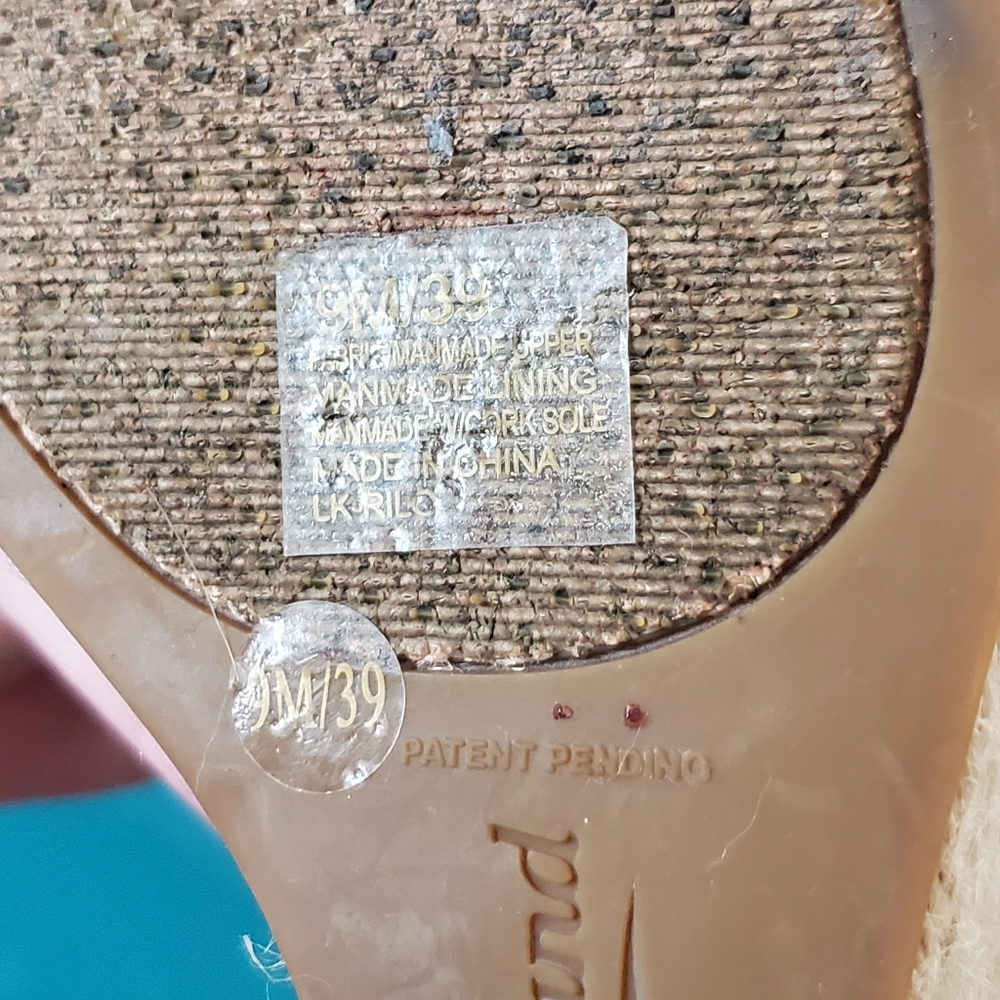 9M/39
FABRIC/MANMADE UPPER
MANMADE LINING
MANMADE W/CORK SOLE
MADE IN CHINA
LK-RILO
9M/39
PATENT PENDING